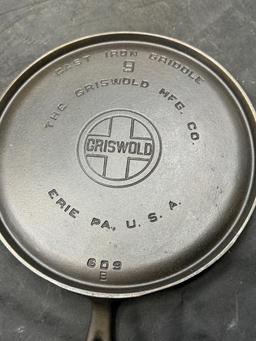 CAST IRON GRIDDLE
9
THE GRISWOLD MFG. CO.
GRISWOLD
ERIE PA., U.S.A.
609
B